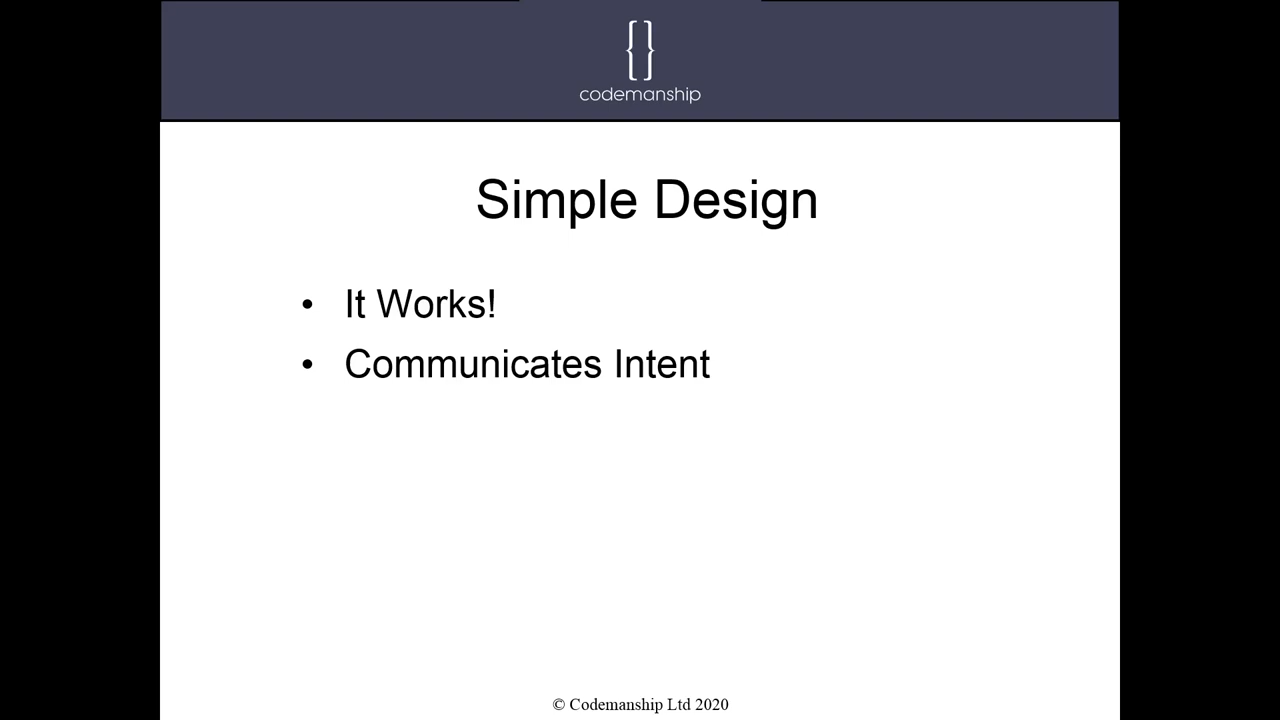 {}
codemanship
Simple Design
• It Works!
• Communicates Intent
© Codemanship Ltd 2020